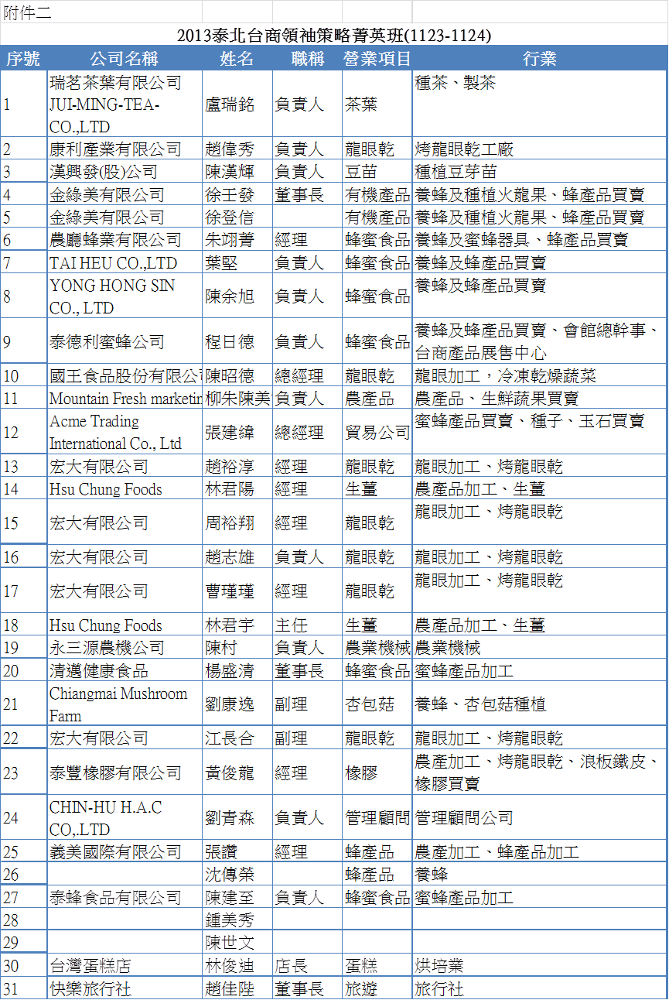 附件二
2013泰北台商領袖策略菁英班(1123-1124)
序號 公司名稱 姓名 職稱 營業項目 行業
1 瑞茗茶葉有限公司 JUI-MING-TEA-CO.,LTD 盧瑞銘 負責人 茶葉 種茶、製茶
2 康利產業有限公司 趙偉秀 負責人 龍眼乾 烤龍眼乾工廠
3 漢興發(股)公司 陳漢輝 負責人 豆苗 種植豆芽苗
4 金綠美有限公司 徐壬發 董事長 有機產品 養蜂及種植火龍果、蜂產品買賣
5 金綠美有限公司 徐登信 有機產品 養蜂及種植火龍果、蜂產品買賣
6 農廳蜂業有限公司 朱翊菁 經理 蜂蜜食品 養蜂及蜜蜂器具、蜂產品買賣
7 TAI HEU CO.,LTD 葉堅 負責人 蜂蜜食品 養蜂及蜂產品買賣
8 YONG HONG SIN CO., LTD 陳余旭 負責人 蜂蜜食品 養蜂及蜂產品買賣
9 泰德利蜜蜂公司 程日德 負責人 蜂蜜食品 養蜂及蜂產品買賣、會館總幹事、台商產品展售中心
10 國王食品股份有限公 陳昭德 總經理 龍眼乾 龍眼加工，冷凍乾燥蔬菜
11 Mountain Fresh marketin 柳朱陳美 負責人 農產品 農產品、生鮮蔬果買賣
12 Acme Trading International Co., Ltd 張建緯 總經理 貿易公司 蜜蜂產品買賣、種子、玉石買賣
13 宏大有限公司 趙裕淳 經理 龍眼乾 龍眼加工、烤龍眼乾
14 Hsu Chung Foods 林君陽 經理 生薑 農產品加工、生薑
15 宏大有限公司 周裕翔 經理 龍眼乾 龍眼加工、烤龍眼乾
16 宏大有限公司 趙志雄 負責人 龍眼乾 龍眼加工、烤龍眼乾
17 宏大有限公司 曹瑾瑾 經理 龍眼乾 龍眼加工、烤龍眼乾
18 Hsu Chung Foods 林君宇 主任 生薑 農產品加工、生薑
19 永三源農機公司 陳村 負責人 農業機械 農業機械
20 清邁健康食品 楊盛清 董事長 蜂蜜食品 蜜蜂產品加工
21 Chiangmai Mushroom Farm 劉康逸 副理 杏包菇 養蜂、杏包菇種植
22 宏大有限公司 江長合 副理 龍眼乾 龍眼加工、烤龍眼乾
23 泰豐橡膠有限公司 黃俊龍 經理 橡膠 農產加工、烤龍眼乾、浪板鐵皮、橡膠買賣
24 CHIN-HU H.A.C CO,.LTD 劉青森 負責人 管理顧問 管理顧問公司
25 義美國際有限公司 張讚 經理 蜂產品 農產加工、蜂產品加工
26 沈傳榮 蜂產品 養蜂
27 泰蜂食品有限公司 陳建至 負責人 蜂蜜食品 蜜蜂產品加工
28 鍾美秀
29 陳世文
30 台灣蛋糕店 林俊迪 店長 蛋糕 烘培業
31 快樂旅行社 趙佳陛 董事長 旅遊 旅行社